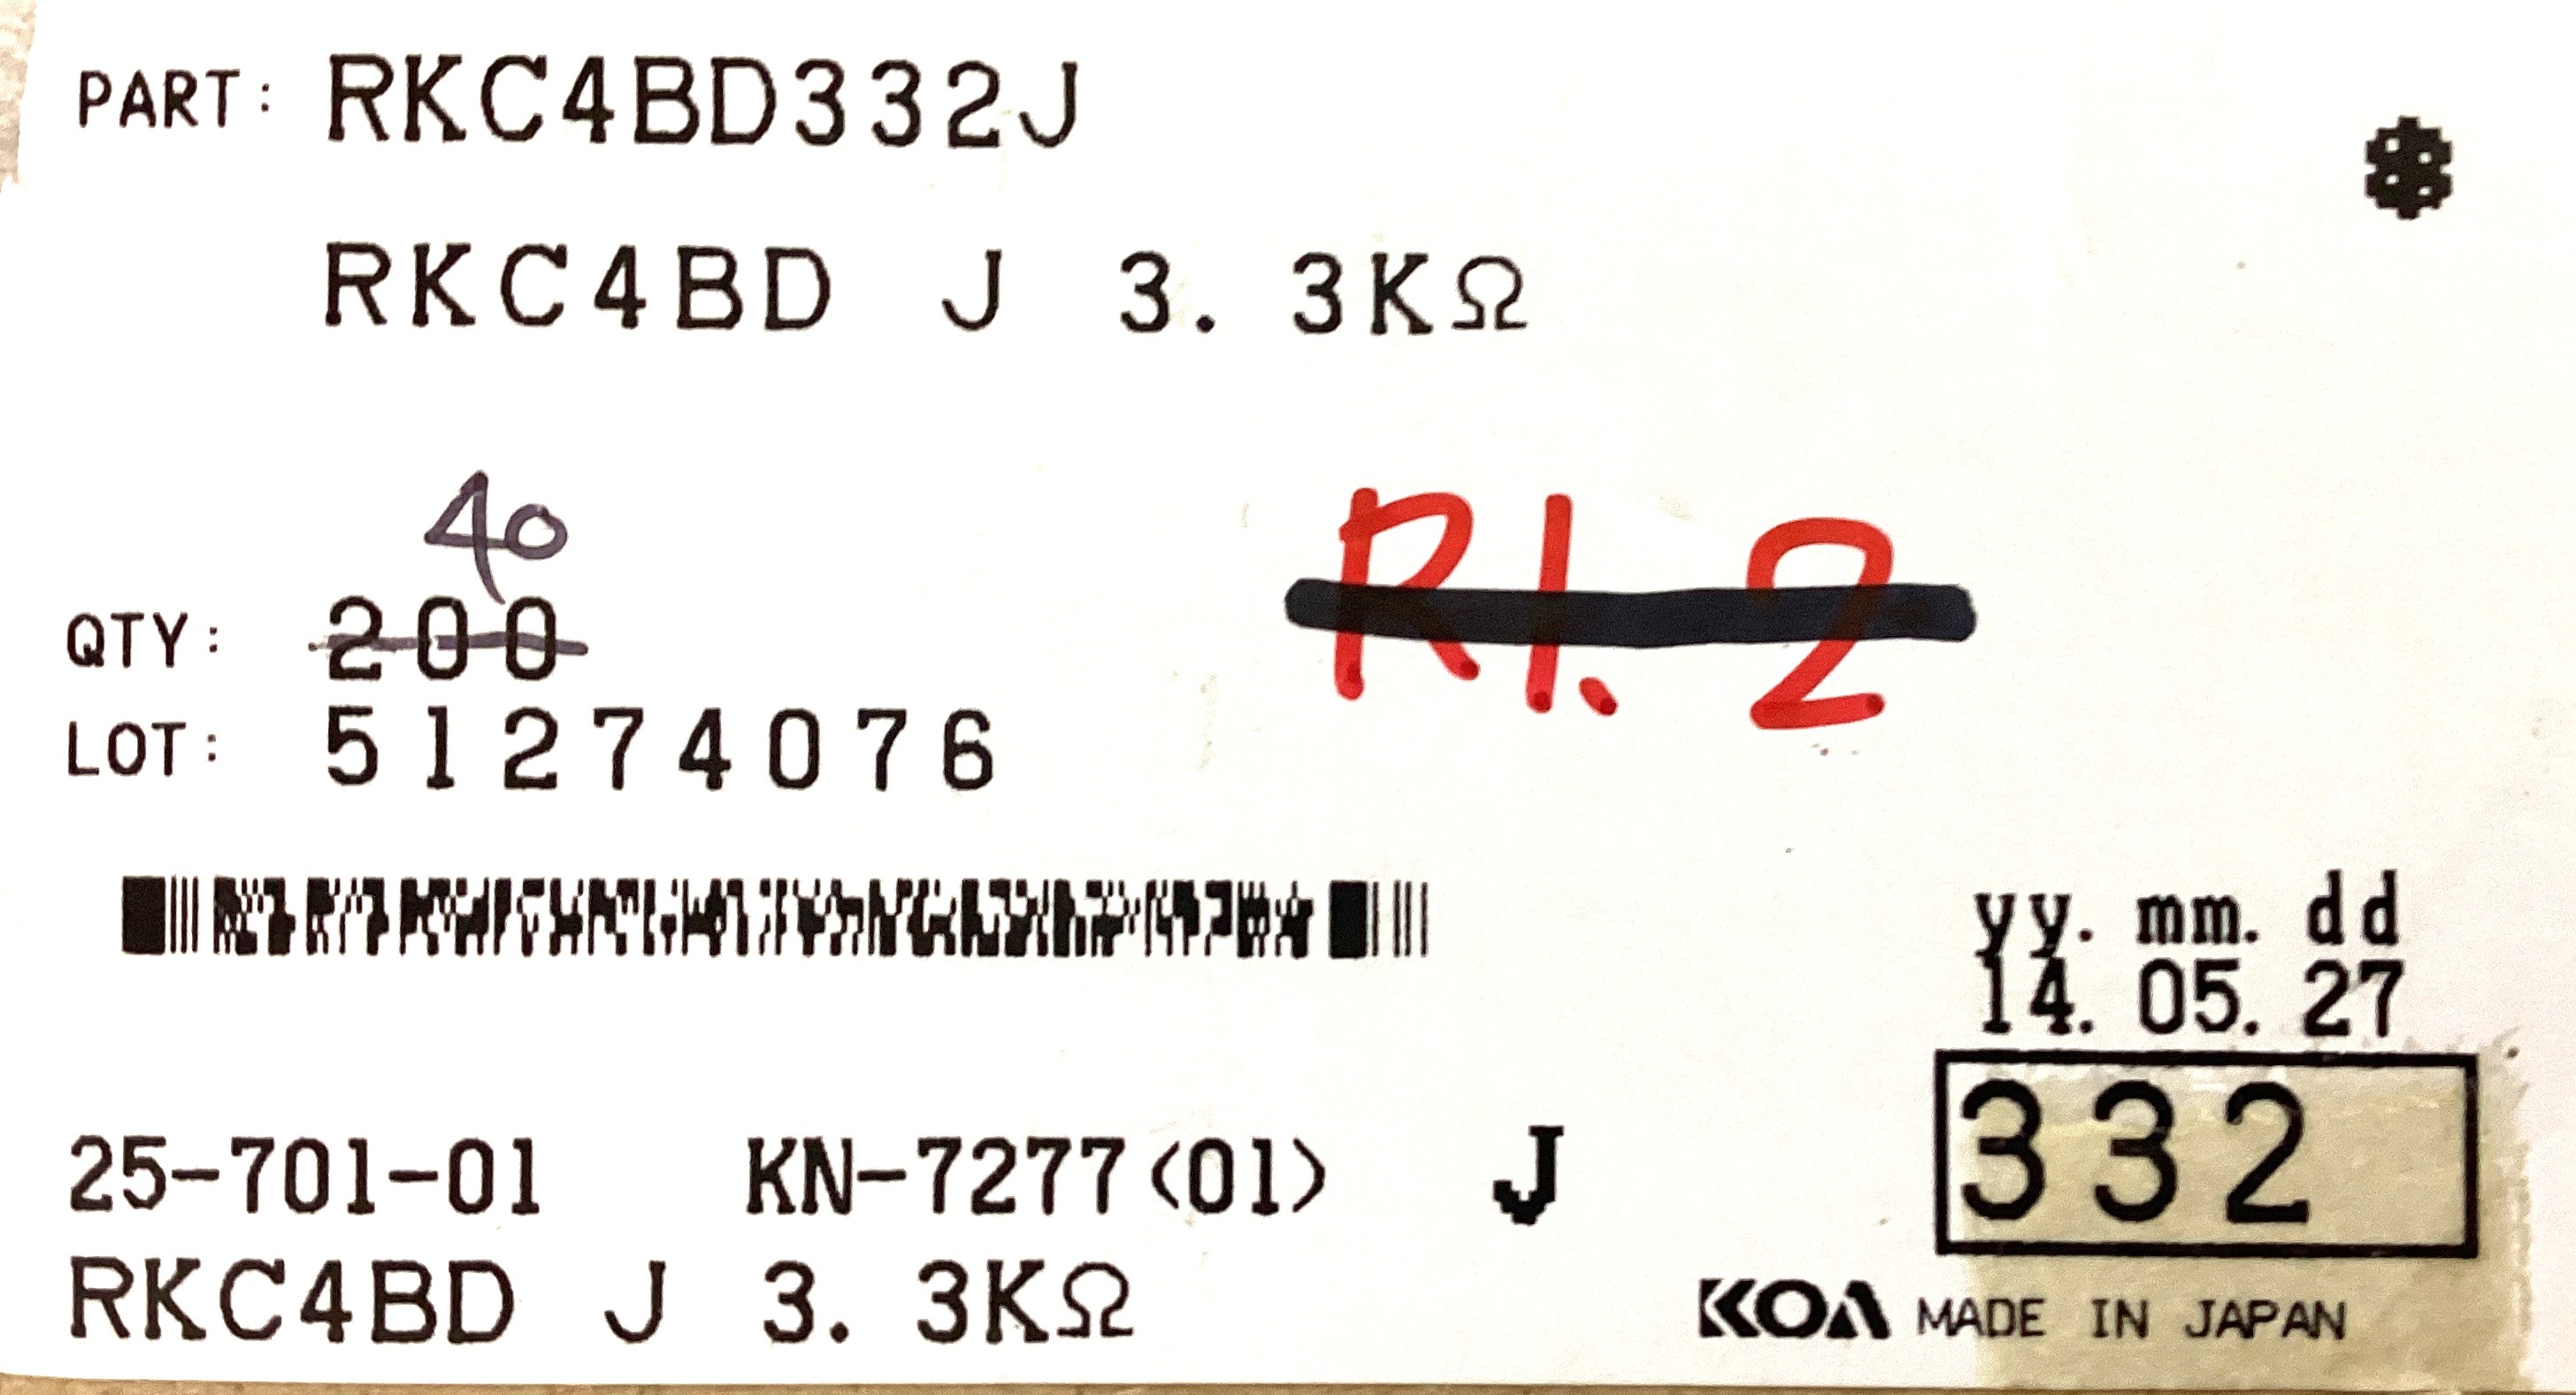 PART: RKC4BD332J
RKC4BD J 3. 3KΩ
40
QTY: 200
R1. 2
LOT: 51274076
yy. mm. dd
14. 05. 27
332
25-701-01 KN-7277<01> J
RKC4BD J 3. 3KΩ
KOA MADE IN JAPAN